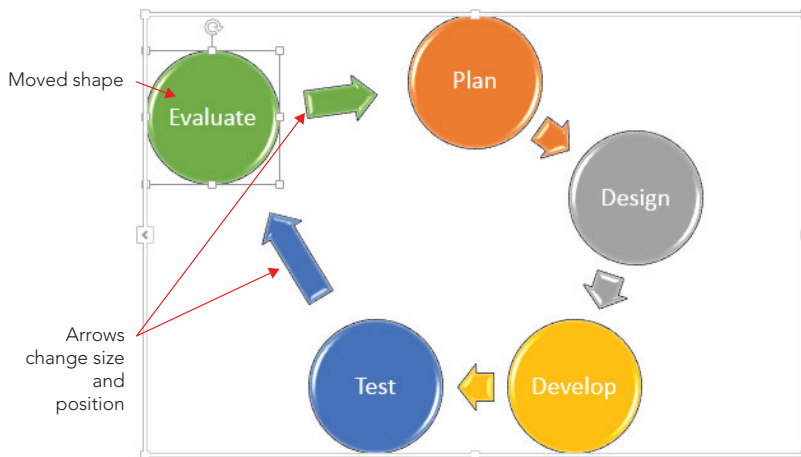 Moved shape
Evaluate
Plan
Design
Arrows
change size
and
position
Test
Develop